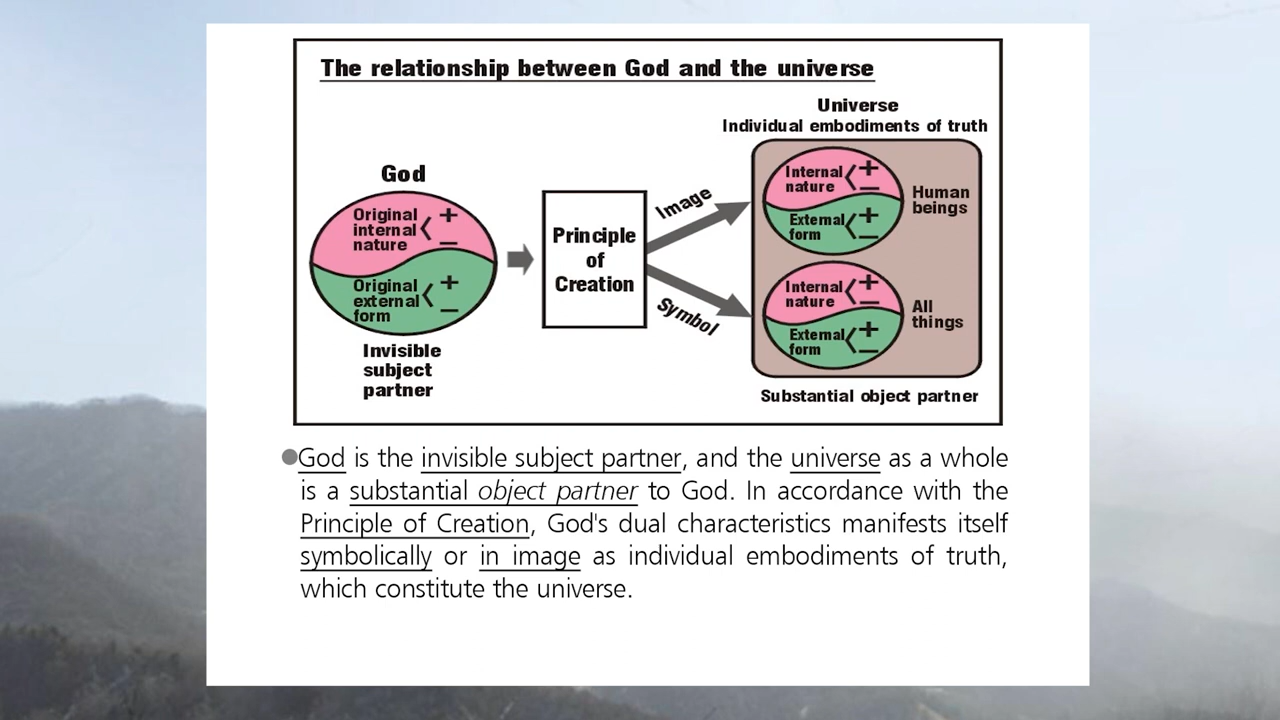 The relationship between God and the universe
Universe
Individual embodiments of truth
God
Original
internal
nature
+
−
Original
external
form
+
−
Invisible
subject
partner
Principle
of
Creation
Image
Symbol
Internal
nature
+
−
External
form
+
−
Human
beings
Internal
nature
+
−
External
form
+
−
All
things
Substantial object partner
●God is the invisible subject partner, and the universe as a whole
is a substantial object partner to God. In accordance with the
Principle of Creation, God's dual characteristics manifests itself
symbolically or in image as individual embodiments of truth,
which constitute the universe.